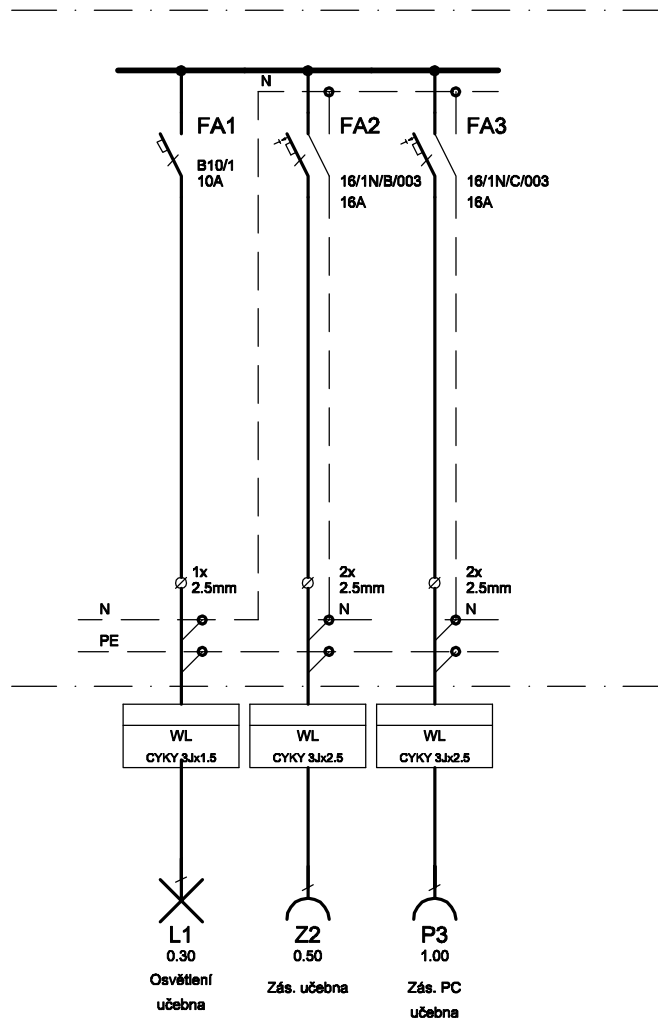 N
FA1
B10/1
10A
FA2
16/1N/B/003
16A
FA3
16/1N/C/003
16A
1x
2.5mm
2x
2.5mm
2x
2.5mm
N
N
N
PE
WL
CYKY 3Jx1.5
WL
CYKY 3Jx2.5
WL
CYKY 3Jx2.5
L1
0.30
Osvětlení
učebna
Z2
0.50
Zás. učebna
P3
1.00
Zás. PC
učebna